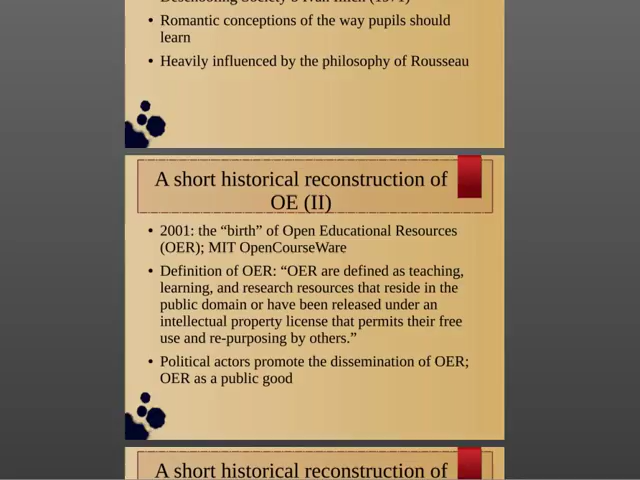 • Romantic conceptions of the way pupils should
learn
• Heavily influenced by the philosophy of Rousseau
A short historical reconstruction of
OE (II)
• 2001: the “birth” of Open Educational Resources
(OER); MIT OpenCourseWare
• Definition of OER: “OER are defined as teaching,
learning, and research resources that reside in the
public domain or have been released under an
intellectual property license that permits their free
use and re-purposing by others.”
• Political actors promote the dissemination of OER;
OER as a public good
A short historical reconstruction of